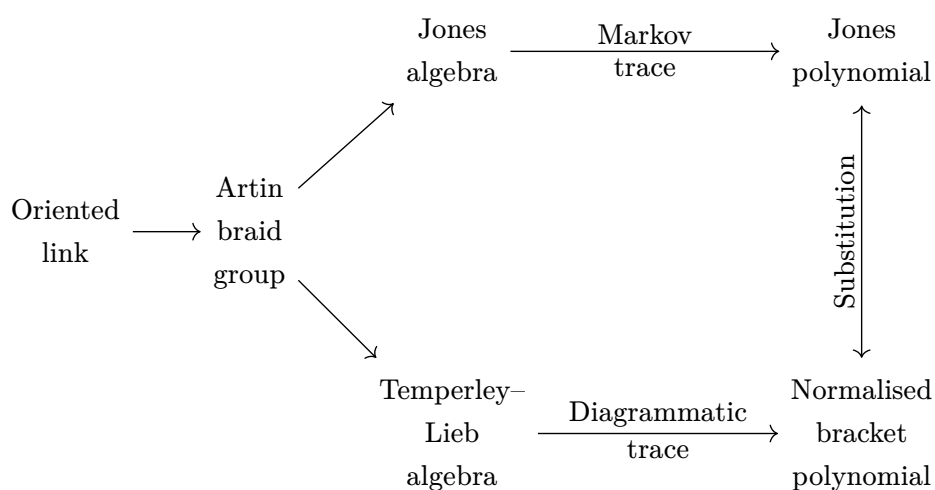 Jones
algebra
Markov
trace
Jones
polynomial
Oriented
link
Artin
braid
group
Substitution
Temperley–
Lieb
algebra
Diagrammatic
trace
Normalised
bracket
polynomial